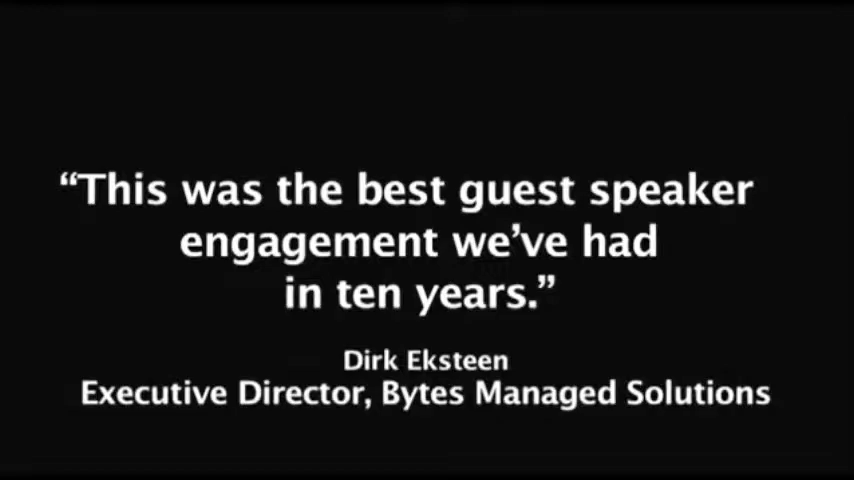 “This was the best guest speaker
engagement we’ve had
in ten years.”
Dirk Eksteen
Executive Director, Bytes Managed Solutions